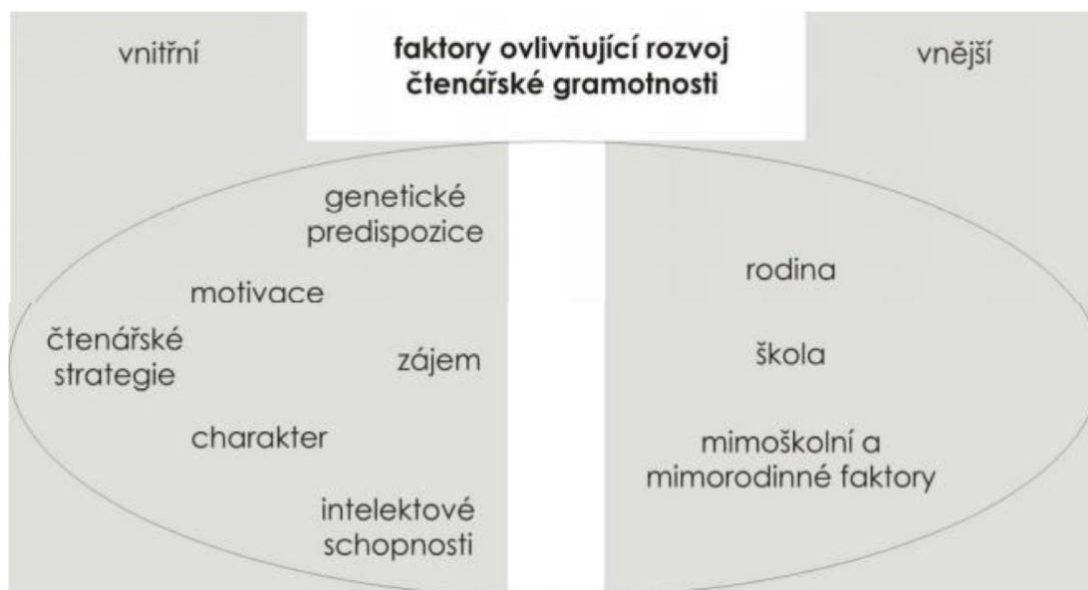 vnitřní
faktory ovlivňující rozvoj
čtenářské gramotnosti
vnější
genetické
predispozice
motivace
čtenářské
strategie
zájem
charakter
intelektové
schopnosti
rodina
škola
mimoškolní a
mimorodinné faktory